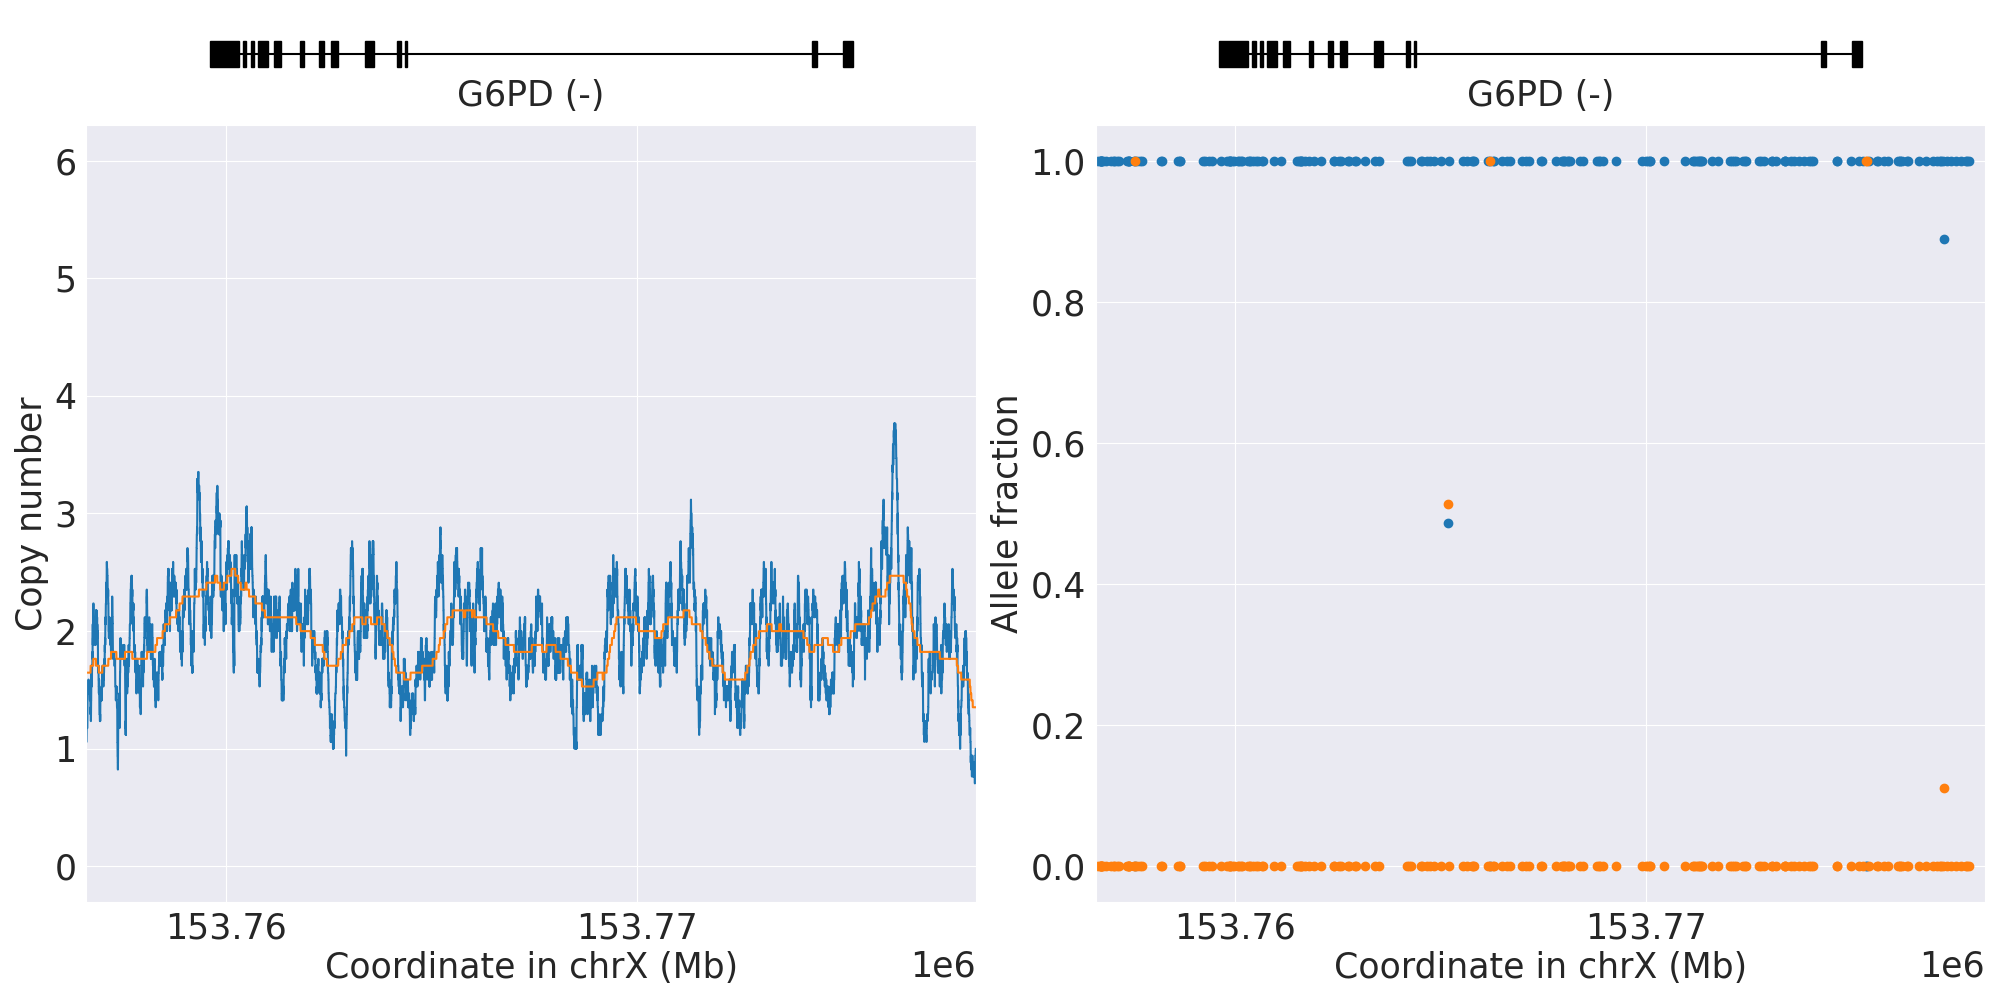 G6PD (-)
6
5
4
3
2
1
0
Copy number
153.76
153.77
Coordinate in chrX (Mb)
1e6
G6PD (-)
1.0
0.8
0.6
0.4
0.2
0.0
Allele fraction
153.76
153.77
Coordinate in chrX (Mb)
1e6